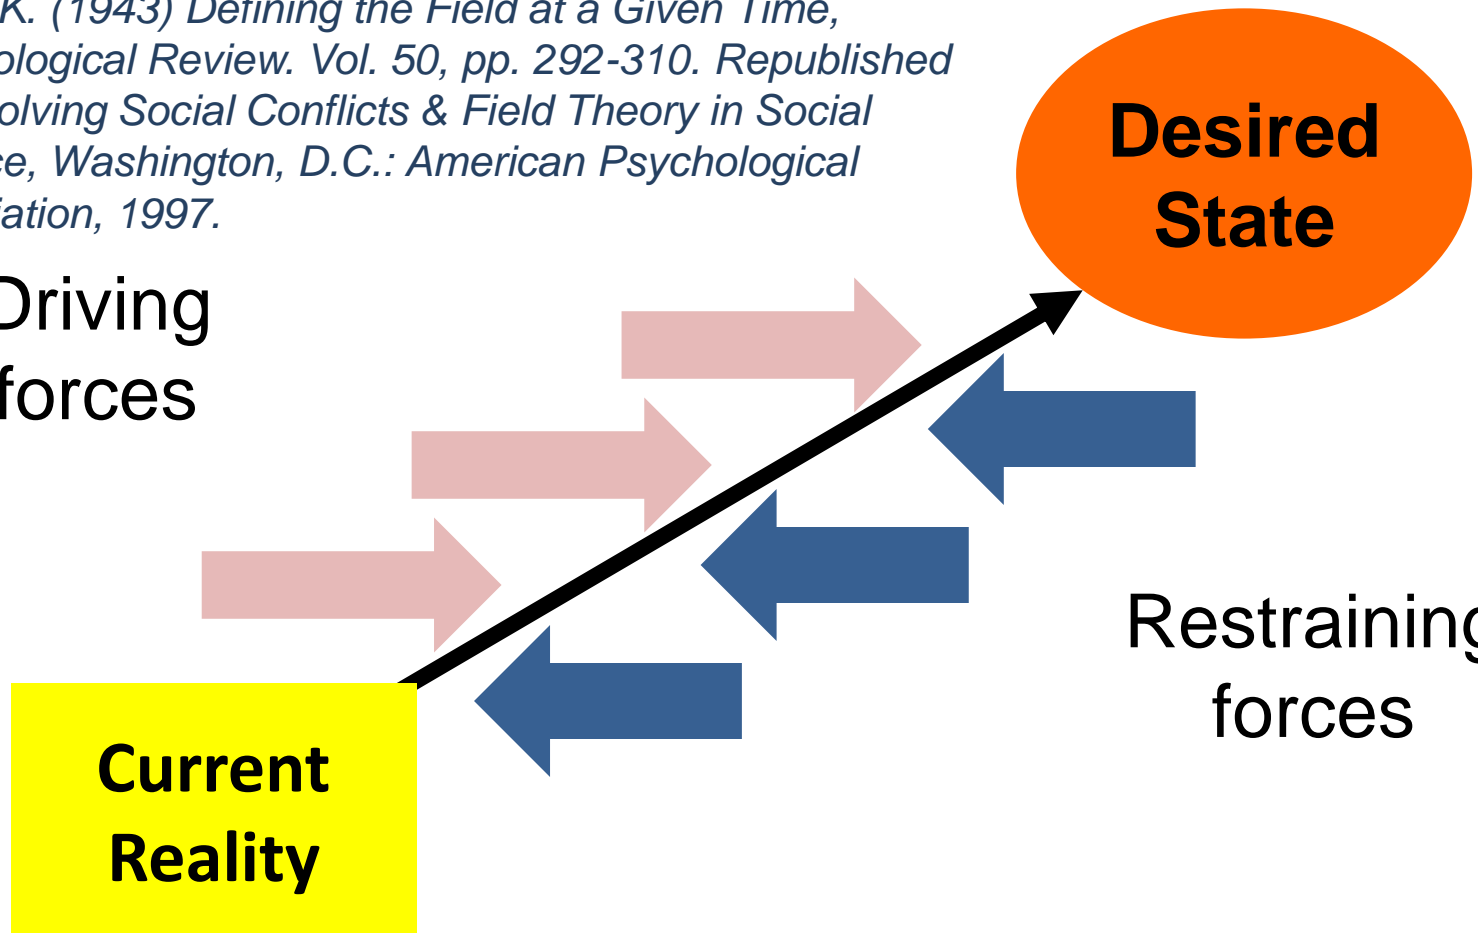 K. (1943) Defining the Field at a Given Time,
ological Review. Vol. 50, pp. 292-310. Republished
olving Social Conflicts & Field Theory in Social
ce, Washington, D.C.: American Psychological
iation, 1997.
Desired
State
Driving
forces
Restraining
forces
Current
Reality